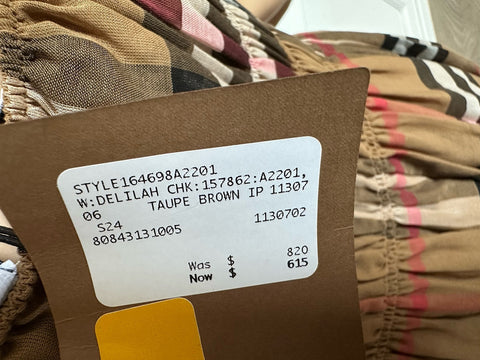 STYLE164698A2201
W:DELILAH CHK:157862:A2201,
06 TAUPE BROWN IP 11307
S24 1130702
80843131005
Was $ 820
Now $ 615